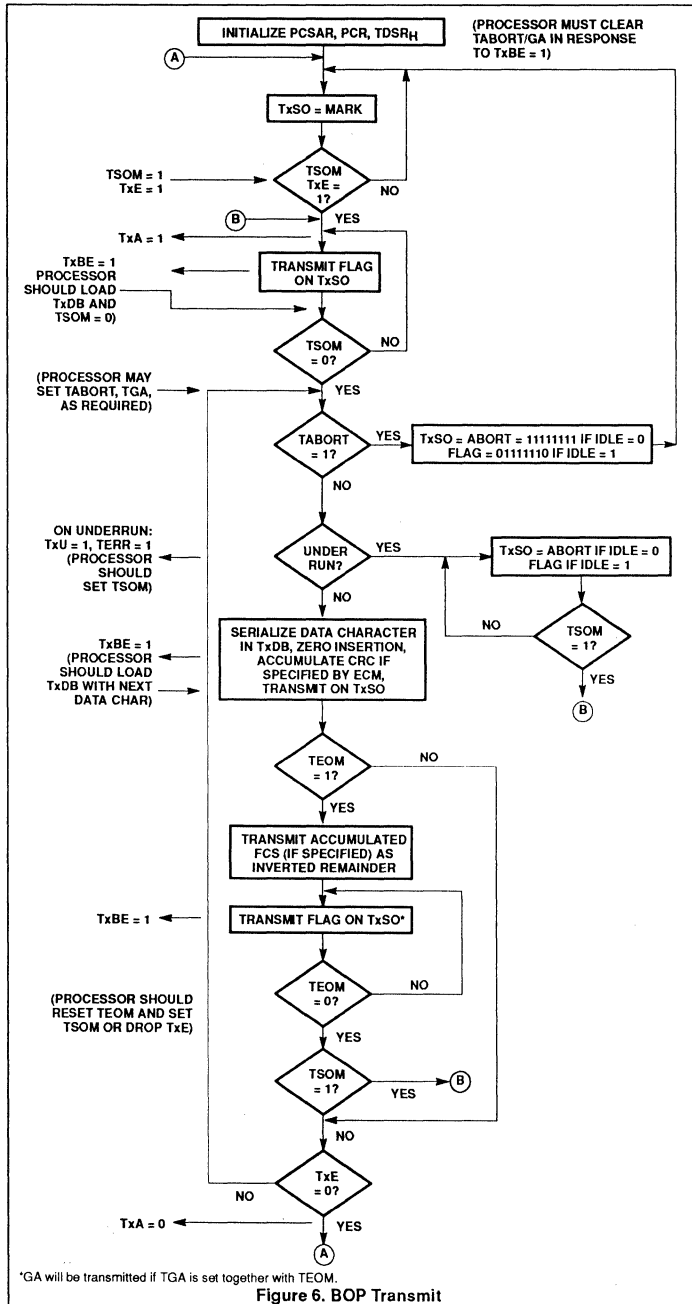 INITIALIZE PCSAR, PCR, TDSRH
(PROCESSOR MUST CLEAR
TABORT/GA IN RESPONSE
TO TxBE = 1)
A
TxSO = MARK
TSOM = 1
TxE = 1
TSOM
TxE =
1?
NO
YES
B
TxA = 1
TRANSMIT FLAG
ON TxSO
TxBE = 1
PROCESSOR
SHOULD LOAD
TxDB AND
TSOM = 0)
TSOM
= 0?
NO
YES
(PROCESSOR MAY
SET TABORT, TGA,
AS REQUIRED)
TABORT
= 1?
YES
TxSO = ABORT = 11111111 IF IDLE = 0
FLAG = 01111110 IF IDLE = 1
NO
ON UNDERRUN:
TxU = 1, TERR = 1
(PROCESSOR
SHOULD
SET TSOM)
UNDER
RUN?
YES
TxSO = ABORT IF IDLE = 0
FLAG IF IDLE = 1
NO
NO
TSOM
= 1?
YES
B
TxBE = 1
(PROCESSOR
SHOULD LOAD
TxDB WITH NEXT
DATA CHAR)
SERIALIZE DATA CHARACTER
IN TxDB, ZERO INSERTION,
ACCUMULATE CRC IF
SPECIFIED BY ECM,
TRANSMIT ON TxSO
TEOM
= 1?
NO
YES
TRANSMIT ACCUMULATED
FCS (IF SPECIFIED) AS
INVERTED REMAINDER
TxBE = 1
TRANSMIT FLAG ON TxSO*
TEOM
= 0?
NO
YES
(PROCESSOR SHOULD
RESET TEOM AND SET
TSOM OR DROP TxE)
TSOM
= 1?
YES
B
NO
TxE
= 0?
NO
YES
TxA = 0
A
*GA will be transmitted if TGA is set together with TEOM.
Figure 6. BOP Transmit